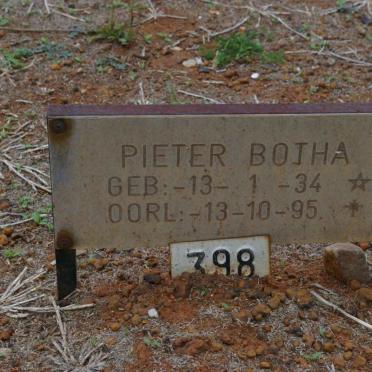 PIETER BOTHA
GEB:-13- 1 -34 ☆
OORL:-13-10-95 †
398